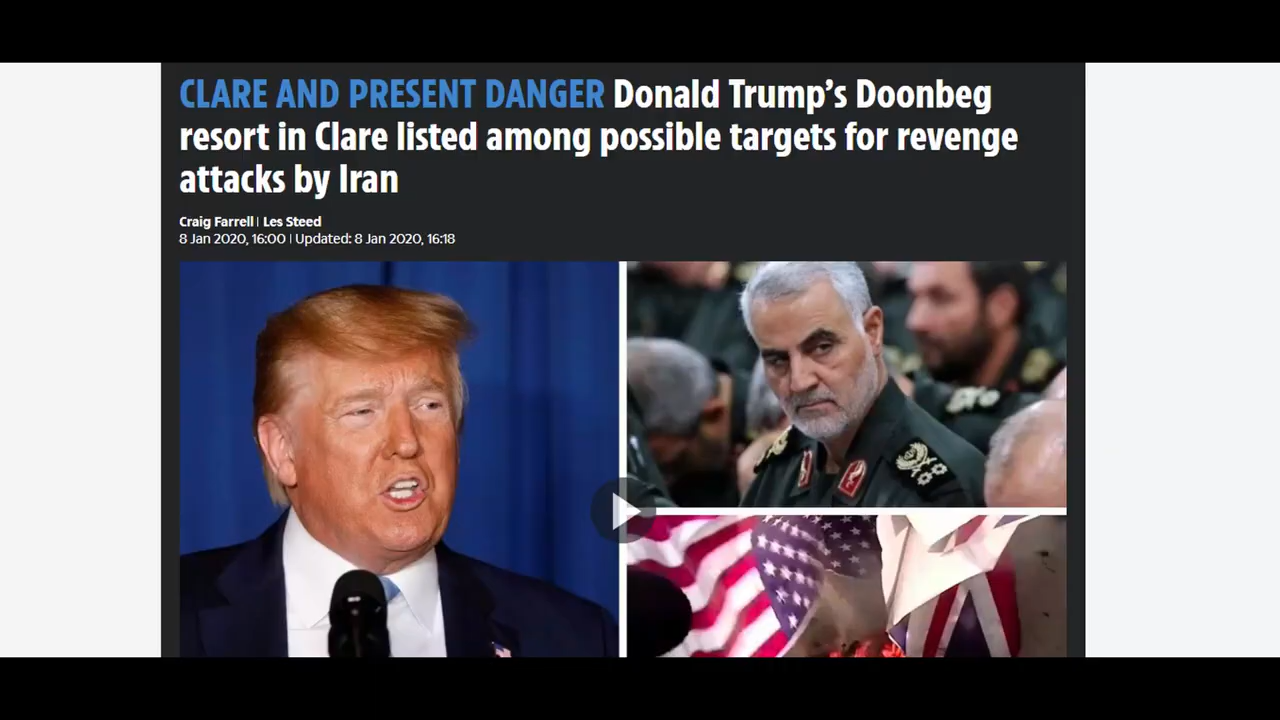 CLARE AND PRESENT DANGER Donald Trump’s Doonbeg
resort in Clare listed among possible targets for revenge
attacks by Iran
Craig Farrell | Les Steed
8 Jan 2020, 16:00 | Updated: 8 Jan 2020, 16:18